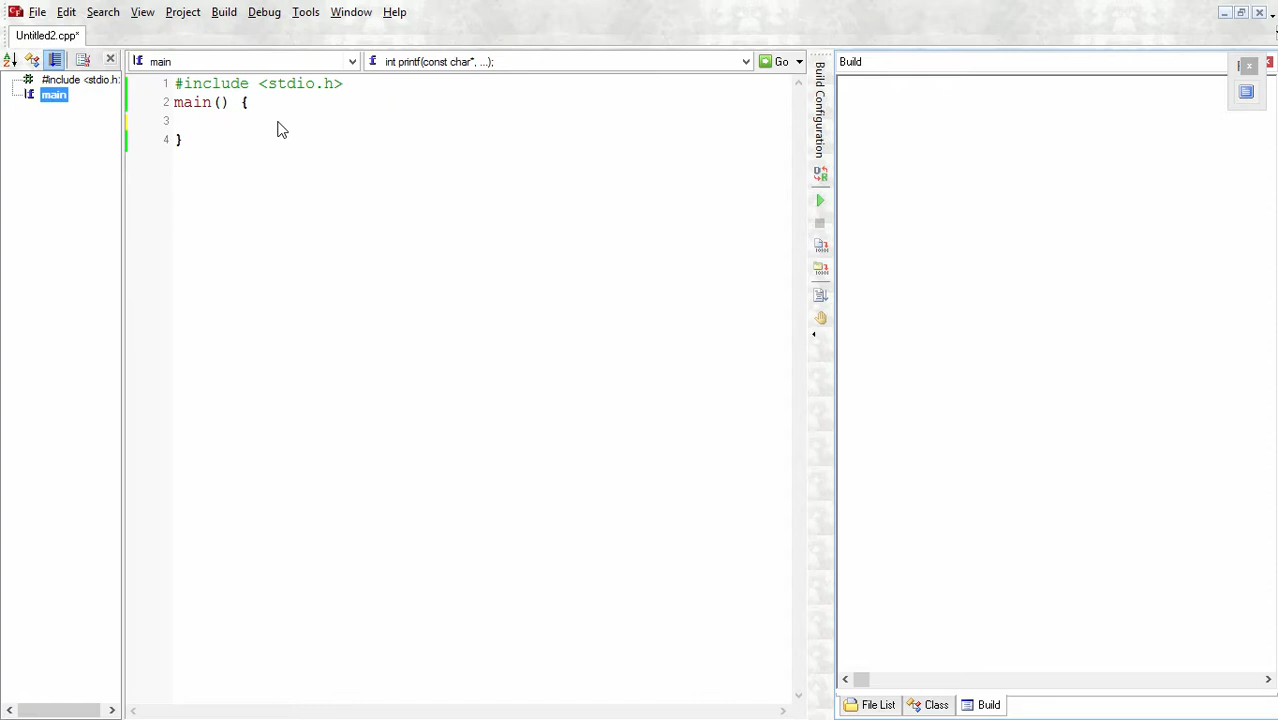 File Edit Search View Project Build Debug Tools Window Help
Untitled2.cpp*
main
int printf(const char*, ...);
Go
Build
#include <stdio.h>
main
1 #include <stdio.h>
2 main() {
3
4 }
Build Configuration
File List Class Build